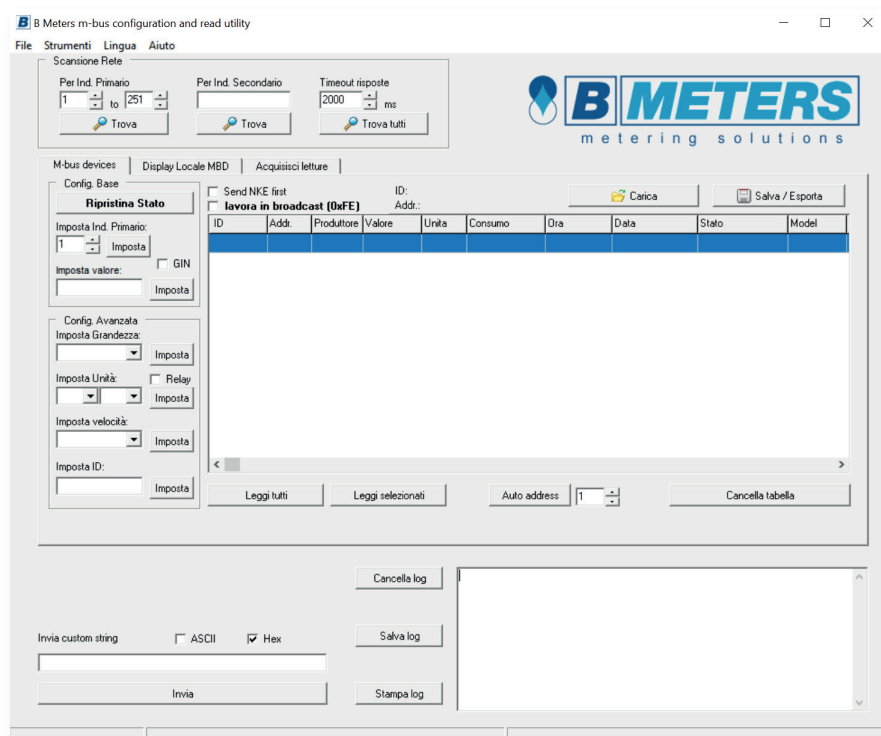 B B Meters m-bus configuration and read utility
File Strumenti Lingua Aiuto
Scansione Rete
Per Ind. Primario Per Ind. Secondario Timeout risposte
1 to 251 2000 ms
Trova Trova Trova tutti
B METERS
metering solutions
M-bus devices Display Locale MBD Acquisisci letture
Config. Base
Ripristina Stato
Imposta Ind. Primario:
1 Imposta
GIN
Imposta valore:
Imposta
Send NKE first ID:
lavora in broadcast (0xFE) Addr.:
Carica Salva / Esporta
ID Addr. Produttore Valore Unita Consumo Ora Data Stato Model
Config. Avanzata
Imposta Grandezza:
Imposta
Imposta Unità: Relay
Imposta
Imposta velocità:
Imposta
Imposta ID:
Imposta
Leggi tutti Leggi selezionati Auto address 1 Cancella tabella
Cancella log
Invia custom string ASCII Hex Salva log
Invia Stampa log